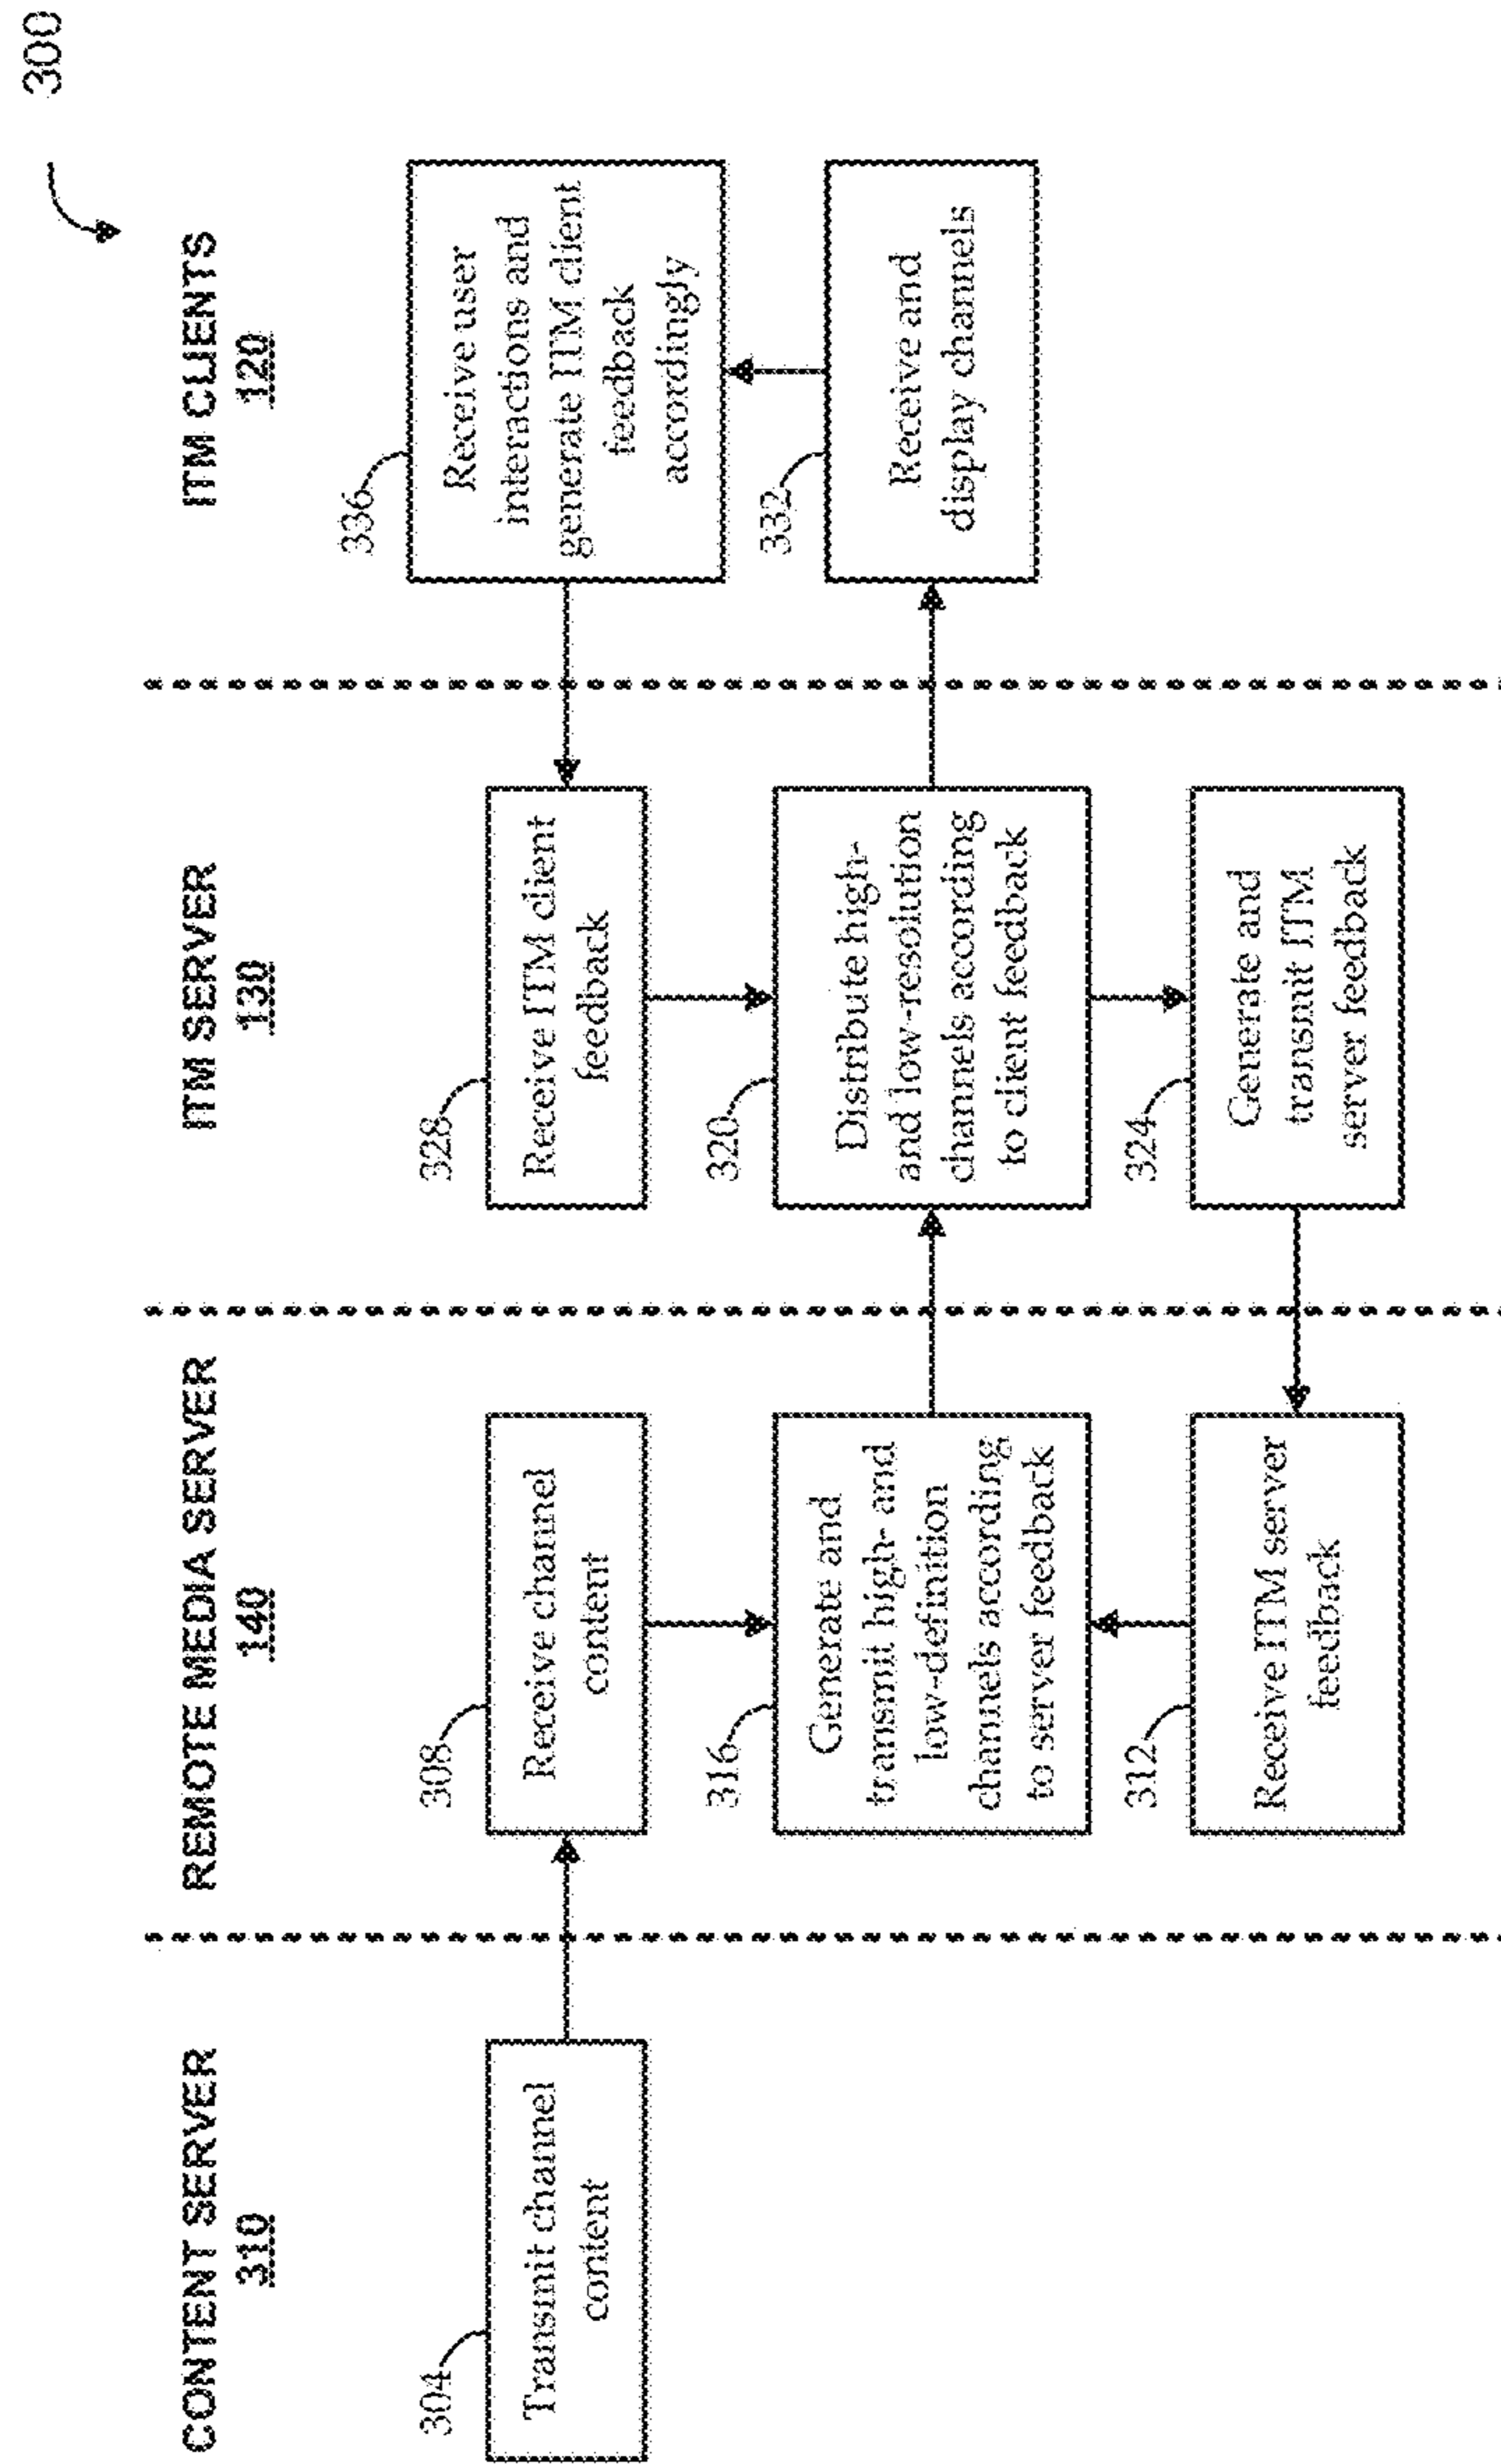 300
CONTENT SERVER
310
REMOTE MEDIA SERVER
140
ITM SERVER
130
ITM CLIENTS
120
304
Transmit channel
content
308
Receive channel
content
316
Generate and
transmit high- and
low-definition
channels according
to server feedback
312
Receive ITM server
feedback
328
Receive ITM client
feedback
320
Distribute high-
and low-resolution
channels according
to client feedback
324
Generate and
transmit ITM
server feedback
336
Receive user
interactions and
generate ITM client
feedback
accordingly
332
Receive and
display channels